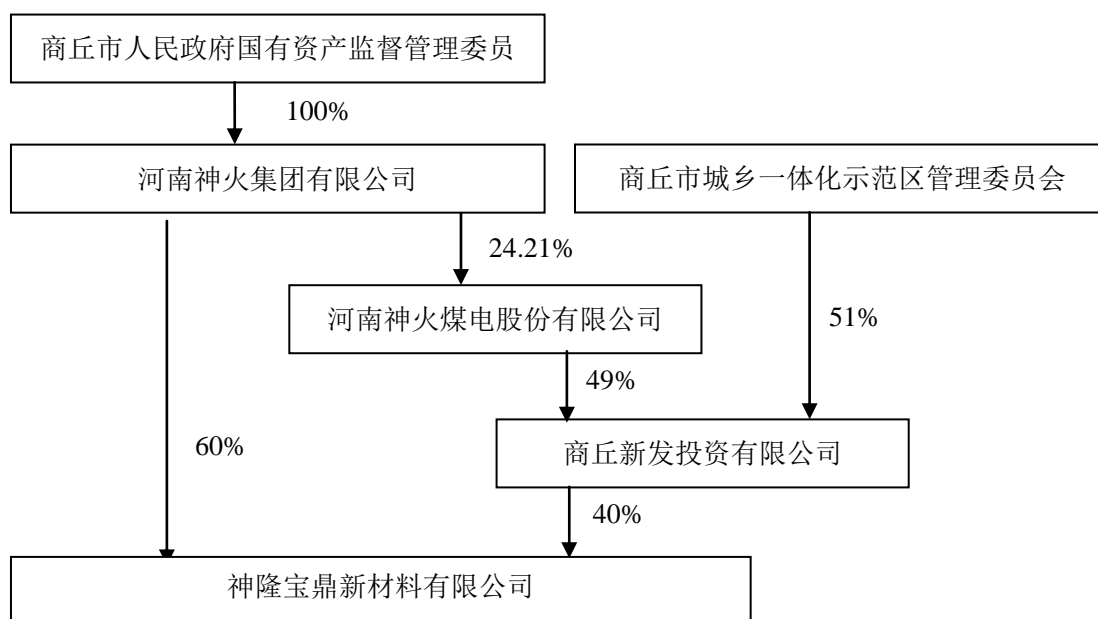 商丘市人民政府国有资产监督管理委员
100%
河南神火集团有限公司
商丘市城乡一体化示范区管理委员会
24.21%
河南神火煤电股份有限公司
51%
49%
商丘新发投资有限公司
60%
40%
神隆宝鼎新材料有限公司